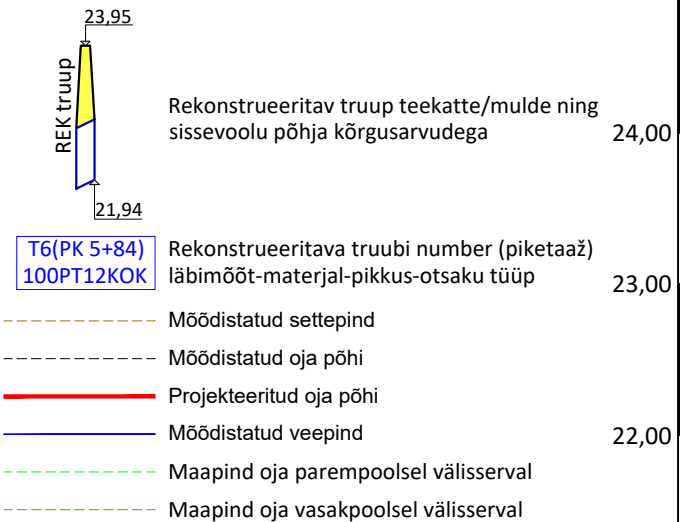 23,95
REK truup
Rekonstrueeritav truup teekatte/mulde ning
sissevoolu põhja kõrgusarvudega
24,00
21,94
T6(PK 5+84)
100PT12KOK
Rekonstrueeritava truubi number (piketaaž)
läbimõõt-materjal-pikkus-otsaku tüüp
23,00
Mõõdistatud settepind
Mõõdistatud oja põhi
Projekteeritud oja põhi
Mõõdistatud veepind
22,00
Maapind oja parempoolsel välisserval
Maapind oja vasakpoolsel välisserval